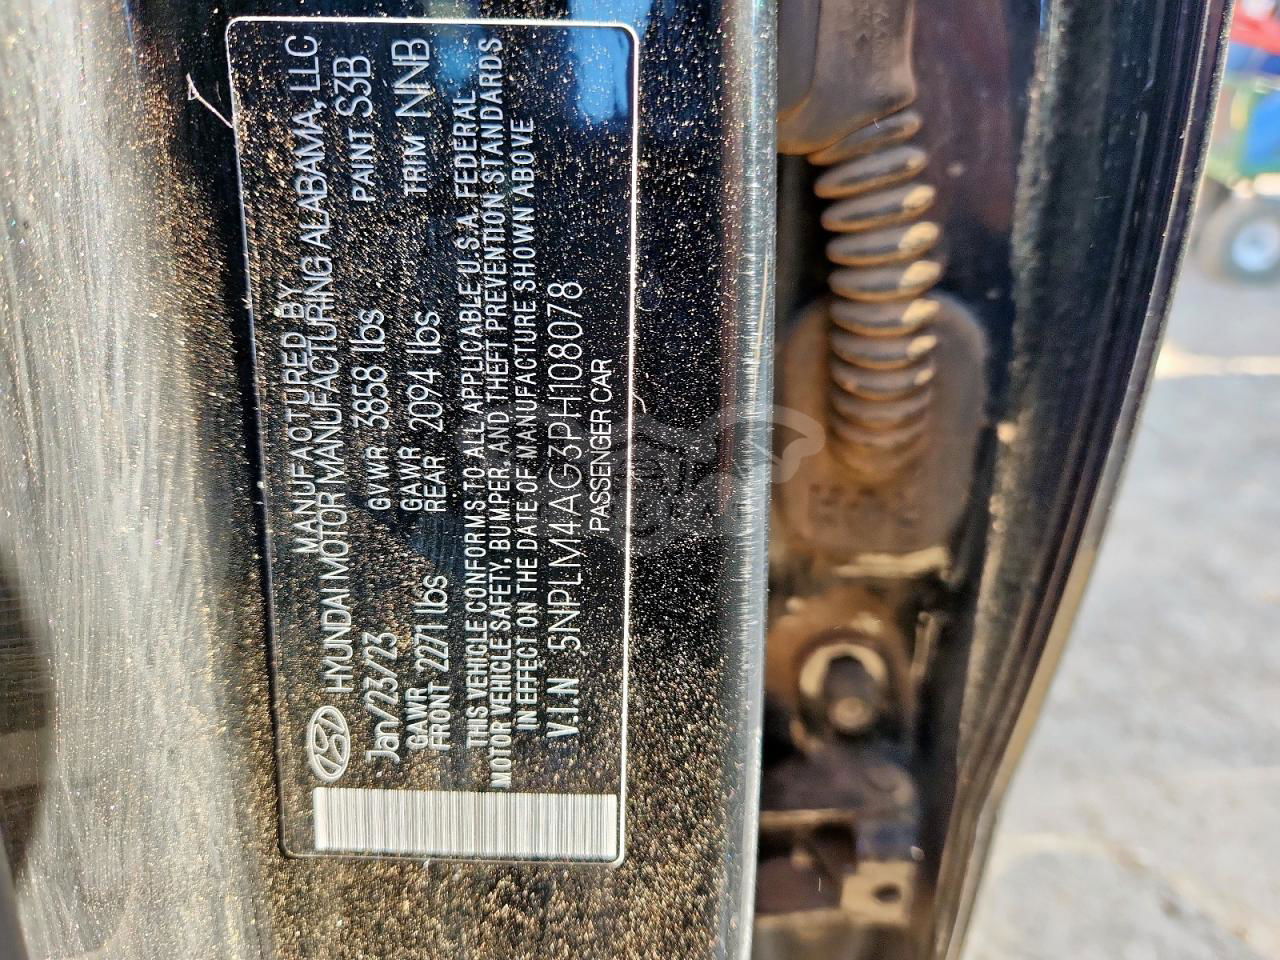 MANUFACTURED BY
HYUNDAI MOTOR MANUFACTURING ALABAMA, LLC
Jan/23/23 GVWR 3858 lbs PAINT S3B
GAWR FRONT 2271 lbs GAWR REAR 2094 lbs TRIM NNB
THIS VEHICLE CONFORMS TO ALL APPLICABLE U.S.A. FEDERAL
MOTOR VEHICLE SAFETY, BUMPER, AND THEFT PREVENTION STANDARDS
IN EFFECT ON THE DATE OF MANUFACTURE SHOWN ABOVE
V.I.N 5NPLM4AG3PH108078
PASSENGER CAR